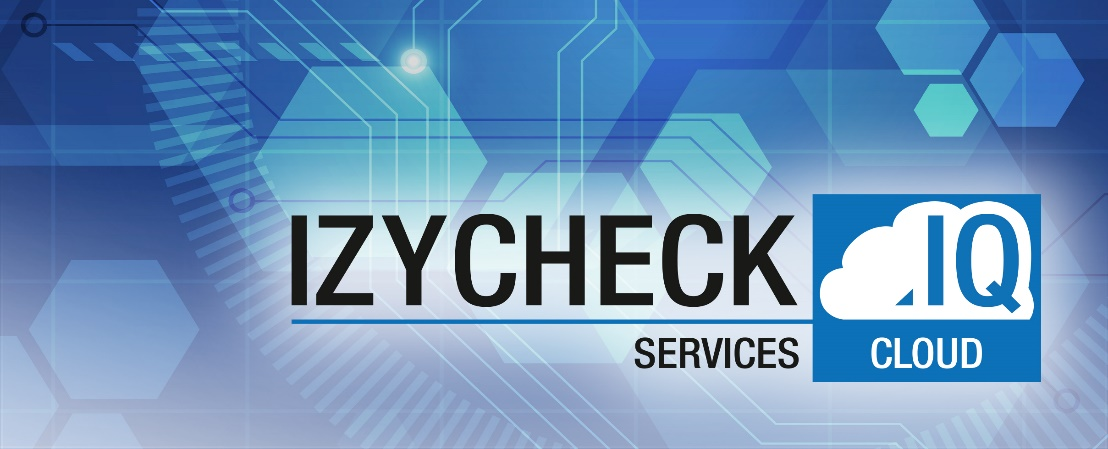 IZYCHECK IQ
SERVICES CLOUD